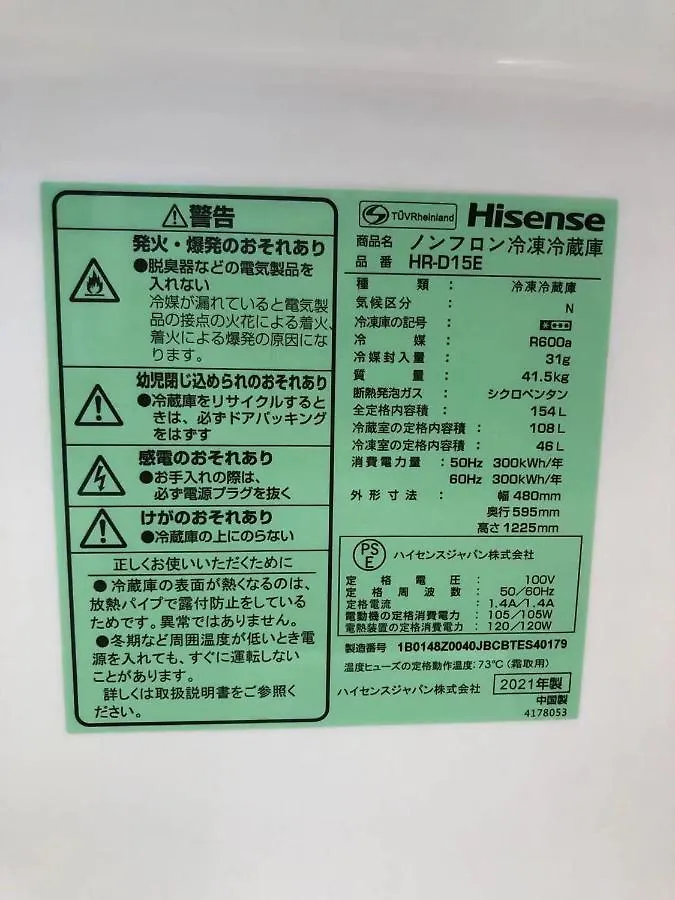 ⚠警告
発火・爆発のおそれあり
●脱臭器などの電気製品を
入れない
冷媒が漏れていると電気製
品の接点の火花による着火、
着火による爆発の原因にな
ります。
幼児閉じ込められのおそれあり
●冷蔵庫をリサイクルすると
きは、必ずドアパッキング
をはずす
感電のおそれあり
●お手入れの際は、
必ず電源プラグを抜く
けがのおそれあり
●冷蔵庫の上にのらない
正しくお使いいただくために
●冷蔵庫の表面が熱くなるのは、
放熱パイプで露付防止をしている
ためです。異常ではありません。
●冬期など周囲温度が低いとき電
源を入れても、すぐに運転しない
ことがあります。
詳しくは取扱説明書をご参照く
ださい。
TÜVRheinland Hisense
商品名 ノンフロン冷凍冷蔵庫
品番 HR-D15E
種類 : 冷凍冷蔵庫
気候区分 : N
冷凍庫の記号 : ****
冷媒 : R600a
冷媒封入量 : 31g
質量 : 41.5kg
断熱発泡ガス : シクロペンタン
全定格内容積 : 154L
冷蔵室の定格内容積 : 108L
冷凍室の定格内容積 : 46L
消費電力量 : 50Hz 300kWh/年
60Hz 300kWh/年
外形寸法 : 幅 480mm
奥行 595mm
高さ 1225mm
PSE ハイセンスジャパン株式会社
定格電圧 : 100V
定格周波数 : 50/60Hz
定格電流 : 1.4A/1.4A
電動機の定格消費電力 : 105/105W
電熱装置の定格消費電力 : 120/120W
製造番号 1B0148Z0040JBCBTES40179
温度ヒューズの定格動作温度:73℃(霜取用)
ハイセンスジャパン株式会社 2021年製
中国製
4178053